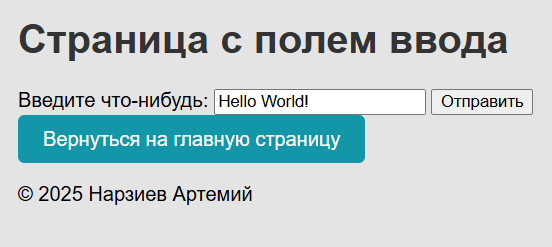 Страница с полем ввода
Введите что-нибудь: Hello World! Отправить
Вернуться на главную страницу
© 2025 Нарзиев Артемий